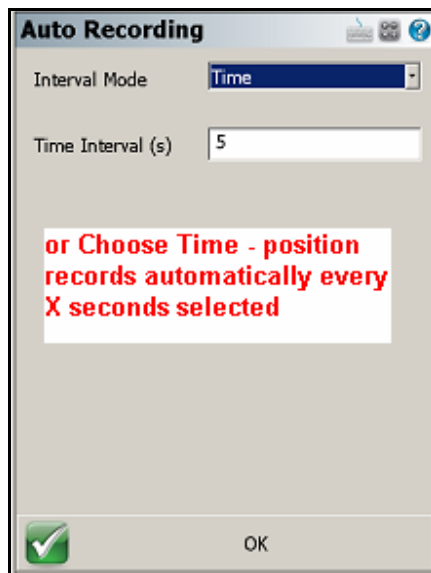 Auto Recording
Interval Mode Time
Time Interval (s) 5
or Choose Time - position
records automatically every
X seconds selected
OK